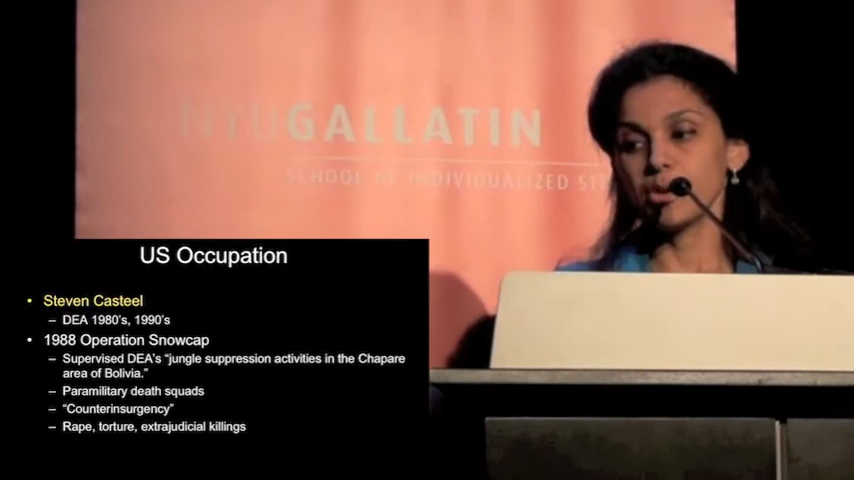 NYUGALLATIN
SCHOOL OF INDIVIDUALIZED
US Occupation
• Steven Casteel
– DEA 1980's, 1990's
• 1988 Operation Snowcap
– Supervised DEA's “jungle suppression activities in the Chapare
area of Bolivia.”
– Paramilitary death squads
– “Counterinsurgency”
– Rape, torture, extrajudicial killings